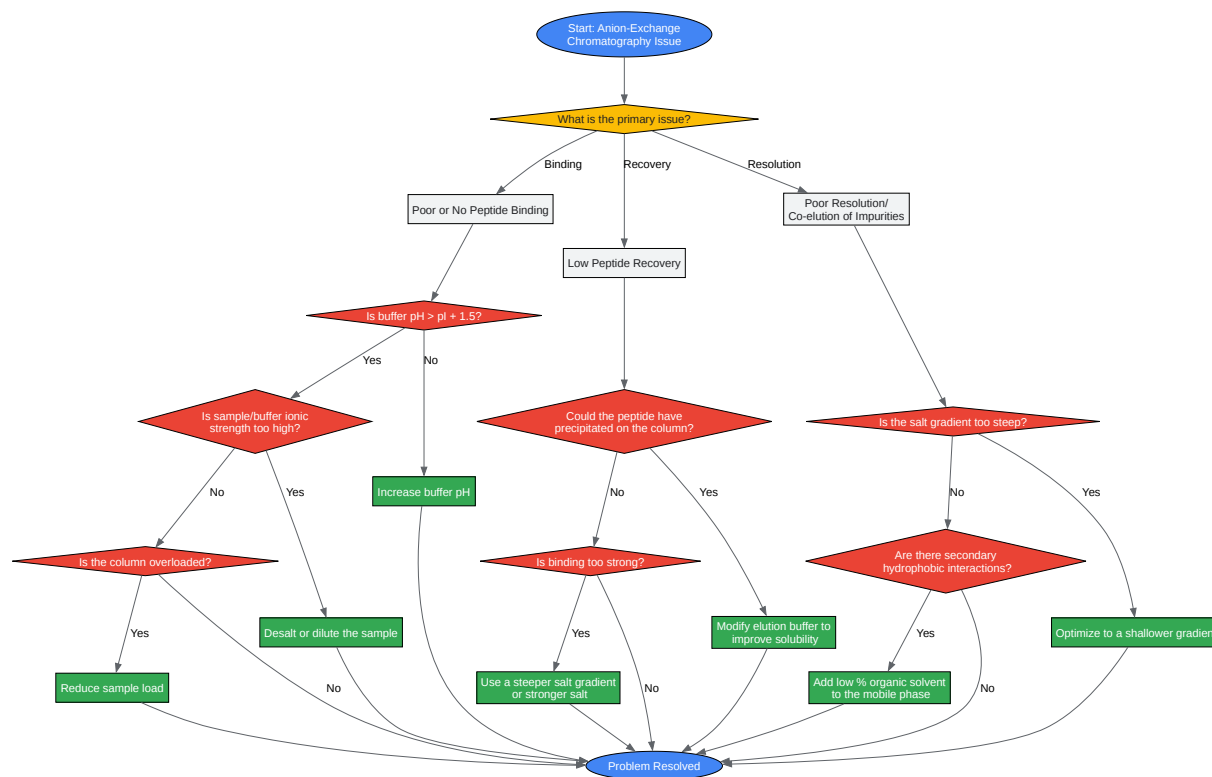 Start: Anion-Exchange
Chromatography Issue
What is the primary issue?
Binding
Recovery
Resolution
Poor or No Peptide Binding
Poor Resolution/
Co-elution of Impurities
Low Peptide Recovery
Is buffer pH > pI + 1.5?
Yes
No
Is sample/buffer ionic
strength too high?
Could the peptide have
precipitated on the column?
Is the salt gradient too steep?
No
Yes
Increase buffer pH
No
Yes
No
Yes
Is the column overloaded?
Is binding too strong?
Are there secondary
hydrophobic interactions?
Yes
Desalt or dilute the sample
Yes
Modify elution buffer to
improve solubility
Yes
Optimize to a shallower gradient
Reduce sample load
No
Use a steeper salt gradient
or stronger salt
No
Add low % organic solvent
to the mobile phase
No
Problem Resolved